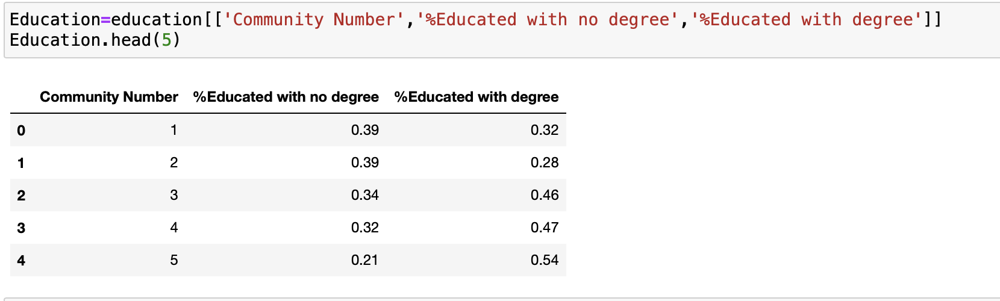 Education=education[['Community Number','%Educated with no degree','%Educated with degree']]
Education.head(5)
Community Number %Educated with no degree %Educated with degree
0 1 0.39 0.32
1 2 0.39 0.28
2 3 0.34 0.46
3 4 0.32 0.47
4 5 0.21 0.54